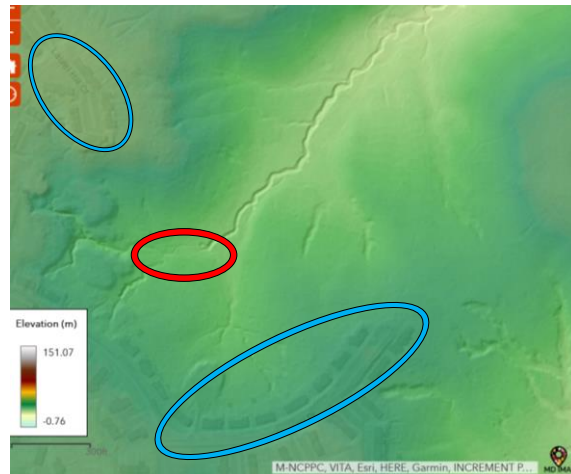 Elevation (m)
151.07
-0.76
M-NCPPC, VITA, Esri, HERE, Garmin, INCREMENT P...